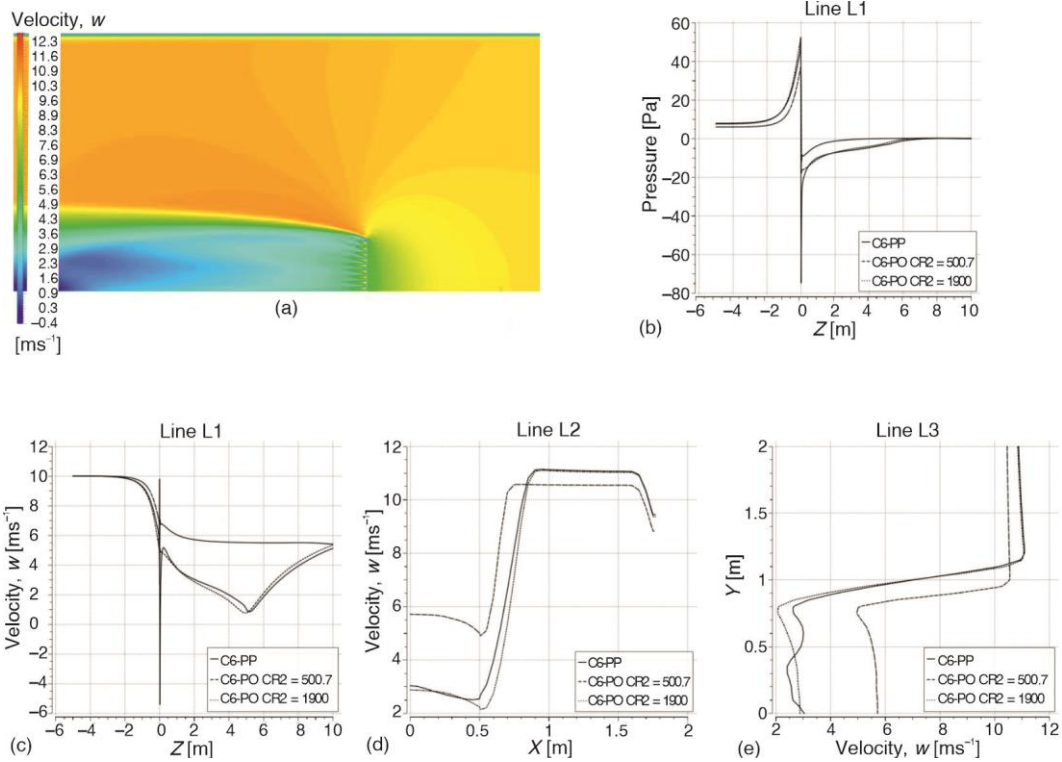 Velocity, w
12.3
11.6
10.9
10.3
9.6
8.9
8.3
7.6
6.9
6.3
5.6
4.9
4.3
3.6
2.9
2.3
1.6
0.9
0.3
−0.4
[ms⁻¹]
(a)
Line L1
Pressure [Pa]
60
40
20
0
−20
−40
−60
−80
−6 −4 −2 0 2 4 6 8 10
Z [m]
C6-PP
C6-PO CR2 = 500.7
C6-PO CR2 = 1900
(b)
Line L1
Velocity, w [ms⁻¹]
12
10
8
6
4
2
0
−2
−4
−6
−6 −4 −2 0 2 4 6 8 10
Z [m]
C6-PP
C6-PO CR2 = 500.7
C6-PO CR2 = 1900
(c)
Line L2
Velocity, w [ms⁻¹]
12
10
8
6
4
2
0 0.5 1 1.5 2
X [m]
C6-PP
C6-PO CR2 = 500.7
C6-PO CR2 = 1900
(d)
Line L3
Y [m]
2
1.5
1
0.5
0
2 4 6 8 10 12
Velocity, w [ms⁻¹]
C6-PP
C6-PO CR2 = 500.7
C6-PO CR2 = 1900
(e)